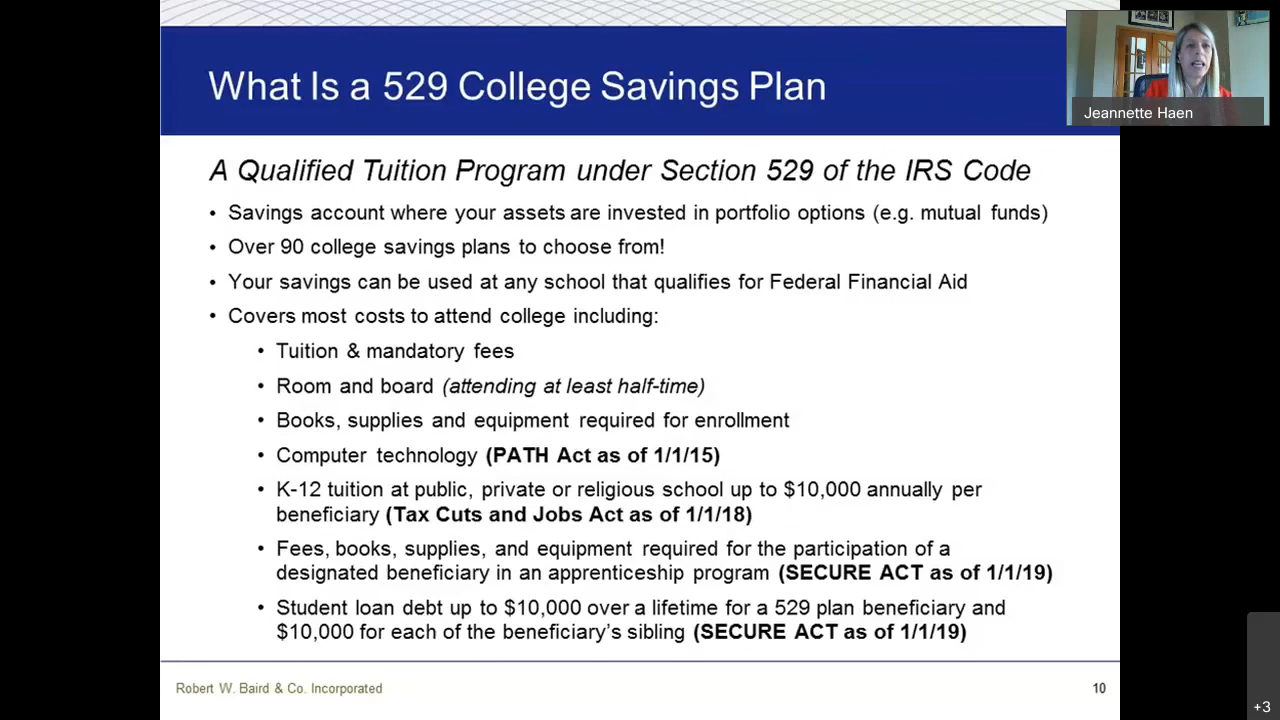 What Is a 529 College Savings Plan
Jeannette Haen
A Qualified Tuition Program under Section 529 of the IRS Code
• Savings account where your assets are invested in portfolio options (e.g. mutual funds)
• Over 90 college savings plans to choose from!
• Your savings can be used at any school that qualifies for Federal Financial Aid
• Covers most costs to attend college including:
• Tuition & mandatory fees
• Room and board (attending at least half-time)
• Books, supplies and equipment required for enrollment
• Computer technology (PATH Act as of 1/1/15)
• K-12 tuition at public, private or religious school up to $10,000 annually per
beneficiary (Tax Cuts and Jobs Act as of 1/1/18)
• Fees, books, supplies, and equipment required for the participation of a
designated beneficiary in an apprenticeship program (SECURE ACT as of 1/1/19)
• Student loan debt up to $10,000 over a lifetime for a 529 plan beneficiary and
$10,000 for each of the beneficiary's sibling (SECURE ACT as of 1/1/19)
Robert W. Baird & Co. Incorporated
10
+3